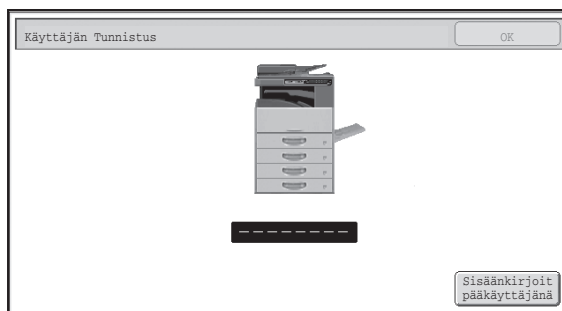 Käyttäjän Tunnistus
OK
– – – – – – – –
Sisäänkirjoit
pääkäyttäjänä